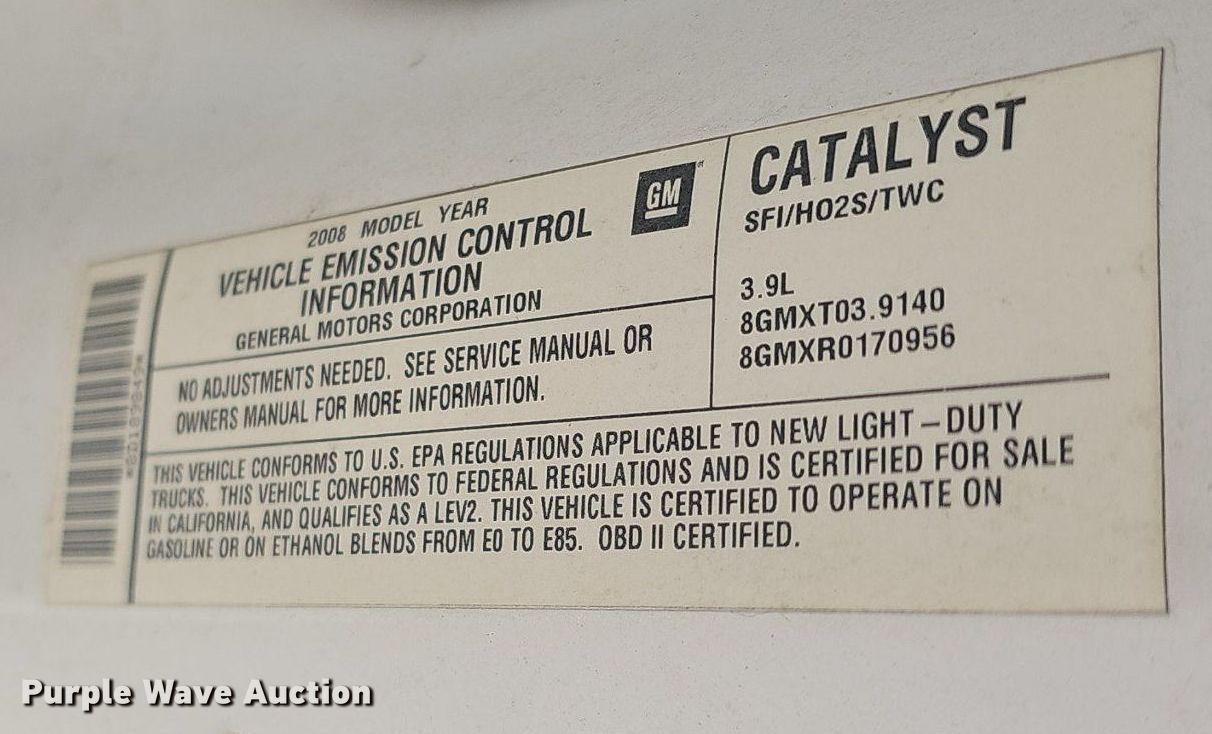 2008 MODEL YEAR
VEHICLE EMISSION CONTROL
INFORMATION
GENERAL MOTORS CORPORATION
GM
NO ADJUSTMENTS NEEDED. SEE SERVICE MANUAL OR
OWNERS MANUAL FOR MORE INFORMATION.
CATALYST
SFI/HO2S/TWC
3.9L
8GMXT03.9140
8GMXR0170956
THIS VEHICLE CONFORMS TO U.S. EPA REGULATIONS APPLICABLE TO NEW LIGHT-DUTY
TRUCKS. THIS VEHICLE CONFORMS TO FEDERAL REGULATIONS AND IS CERTIFIED FOR SALE
IN CALIFORNIA, AND QUALIFIES AS A LEV2. THIS VEHICLE IS CERTIFIED TO OPERATE ON
GASOLINE OR ON ETHANOL BLENDS FROM E0 TO E85. OBD II CERTIFIED.
Purple Wave Auction